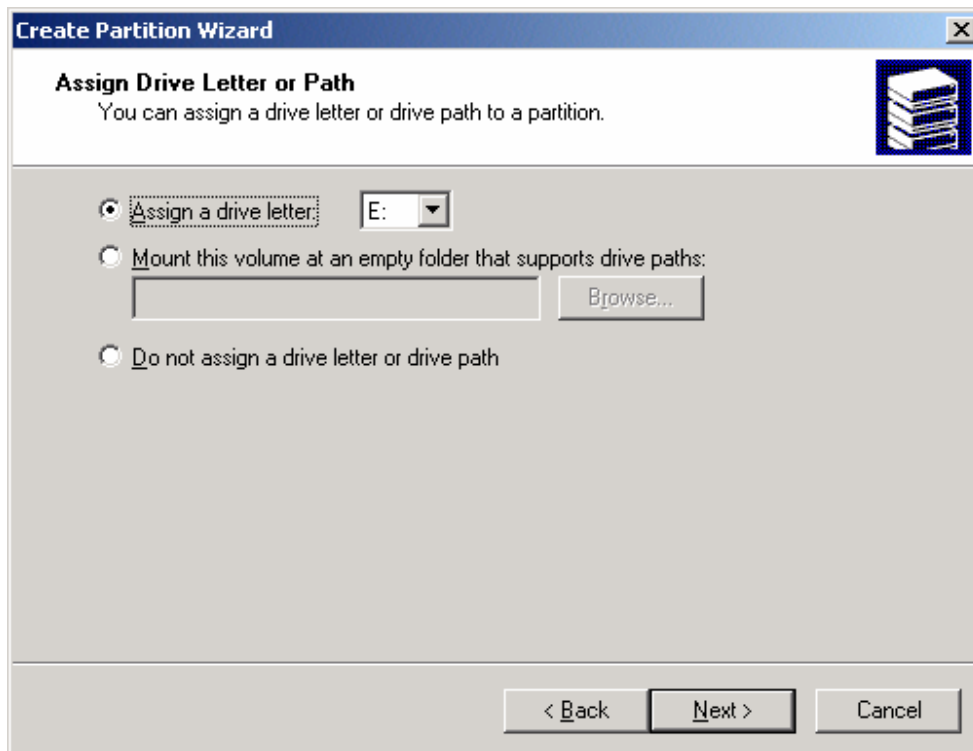 Create Partition Wizard
Assign Drive Letter or Path
You can assign a drive letter or drive path to a partition.
Assign a drive letter: E:
Mount this volume at an empty folder that supports drive paths:
Browse...
Do not assign a drive letter or drive path
< Back Next > Cancel